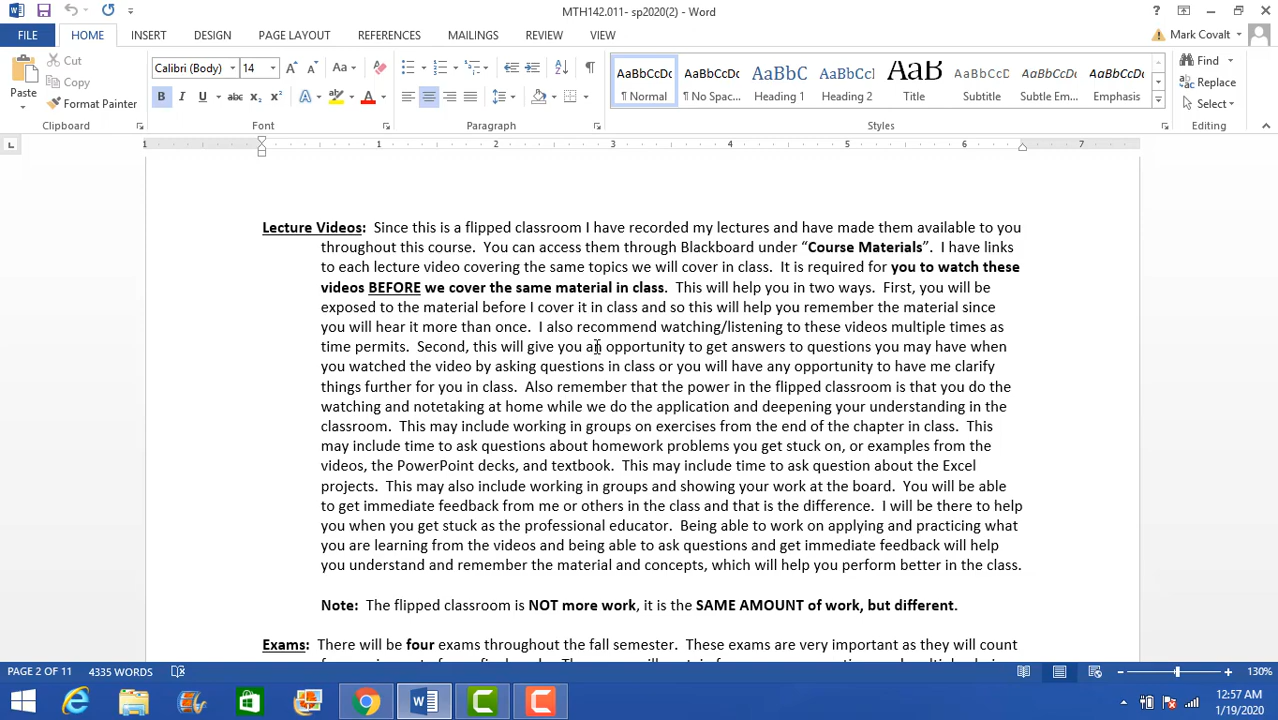 MTH142.011- sp2020(2) - Word
FILE HOME INSERT DESIGN PAGE LAYOUT REFERENCES MAILINGS REVIEW VIEW Mark Covalt
Cut
Copy
Format Painter
Paste
Clipboard
Calibri (Body) 14
Font
Paragraph
AaBbCcDc AaBbCcDc AaBbC AaBbCcC AaB AaBbCcD AaBbCcDc AaBbCcDc
¶ Normal ¶ No Spac... Heading 1 Heading 2 Title Subtitle Subtle Em... Emphasis
Styles
Find
Replace
Select
Editing
1 1 2 3 4 5 6 7
Lecture Videos: Since this is a flipped classroom I have recorded my lectures and have made them available to you
throughout this course. You can access them through Blackboard under “Course Materials”. I have links
to each lecture video covering the same topics we will cover in class. It is required for you to watch these
videos BEFORE we cover the same material in class. This will help you in two ways. First, you will be
exposed to the material before I cover it in class and so this will help you remember the material since
you will hear it more than once. I also recommend watching/listening to these videos multiple times as
time permits. Second, this will give you an opportunity to get answers to questions you may have when
you watched the video by asking questions in class or you will have any opportunity to have me clarify
things further for you in class. Also remember that the power in the flipped classroom is that you do the
watching and notetaking at home while we do the application and deepening your understanding in the
classroom. This may include working in groups on exercises from the end of the chapter in class. This
may include time to ask questions about homework problems you get stuck on, or examples from the
videos, the PowerPoint decks, and textbook. This may include time to ask question about the Excel
projects. This may also include working in groups and showing your work at the board. You will be able
to get immediate feedback from me or others in the class and that is the difference. I will be there to help
you when you get stuck as the professional educator. Being able to work on applying and practicing what
you are learning from the videos and being able to ask questions and get immediate feedback will help
you understand and remember the material and concepts, which will help you perform better in the class.
Note: The flipped classroom is NOT more work, it is the SAME AMOUNT of work, but different.
Exams: There will be four exams throughout the fall semester. These exams are very important as they will count
PAGE 2 OF 11 4335 WORDS 130%
12:57 AM
1/19/2020